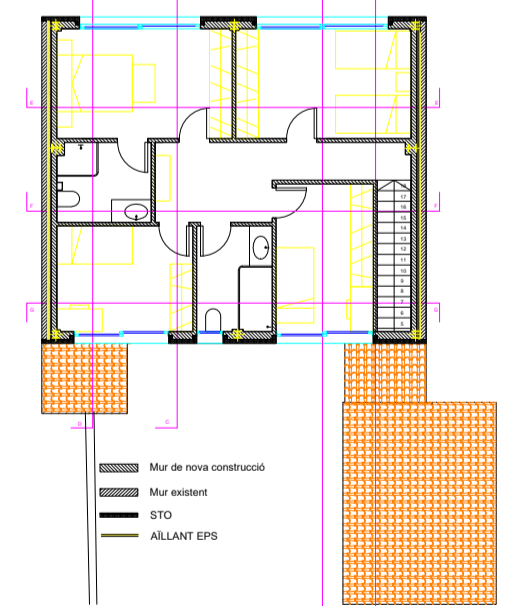 E
E
18
17
16
15
14
13
12
11
10
9
8
7
6
5
F
F
G
G
D
C
Mur de nova construcció
Mur existent
STO
AÏLLANT EPS